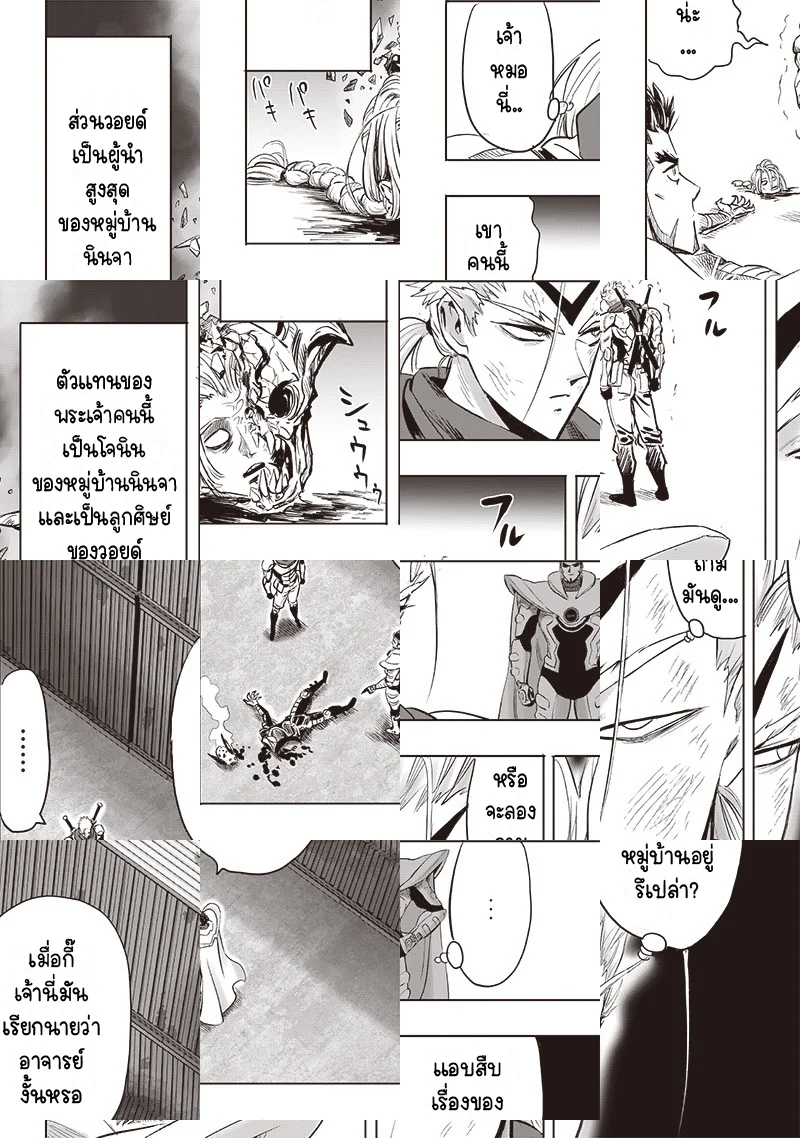 น่ะ
...
เจ้า
หมอ
นี่...
เขา
คนนี้
パキ
パキ
ส่วนวอยด์
เป็นผู้นำ
สูงสุด
ของหมู่บ้าน
นินจา
フル
フル
シュウウゥ
ตัวแทนของ
พระเจ้าคนนี้
เป็นโจนิน
ของหมู่บ้านนินจา
และเป็นลูกศิษย์
ของวอยด์
มันดู...
หรือ
จะลอง
......
หมู่บ้านอยู่
รึเปล่า?
...
แอบสืบ
เรื่องของ
เมื่อกี๊
เจ้านี่มัน
เรียกนายว่า
อาจารย์
งั้นหรอ